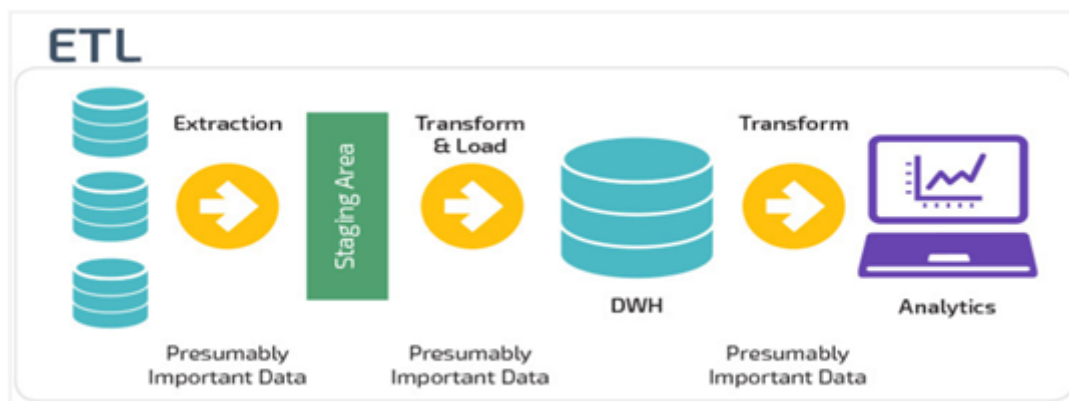 ETL
Extraction
Staging Area
Transform
& Load
Transform
DWH
Analytics
Presumably
Important Data
Presumably
Important Data
Presumably
Important Data